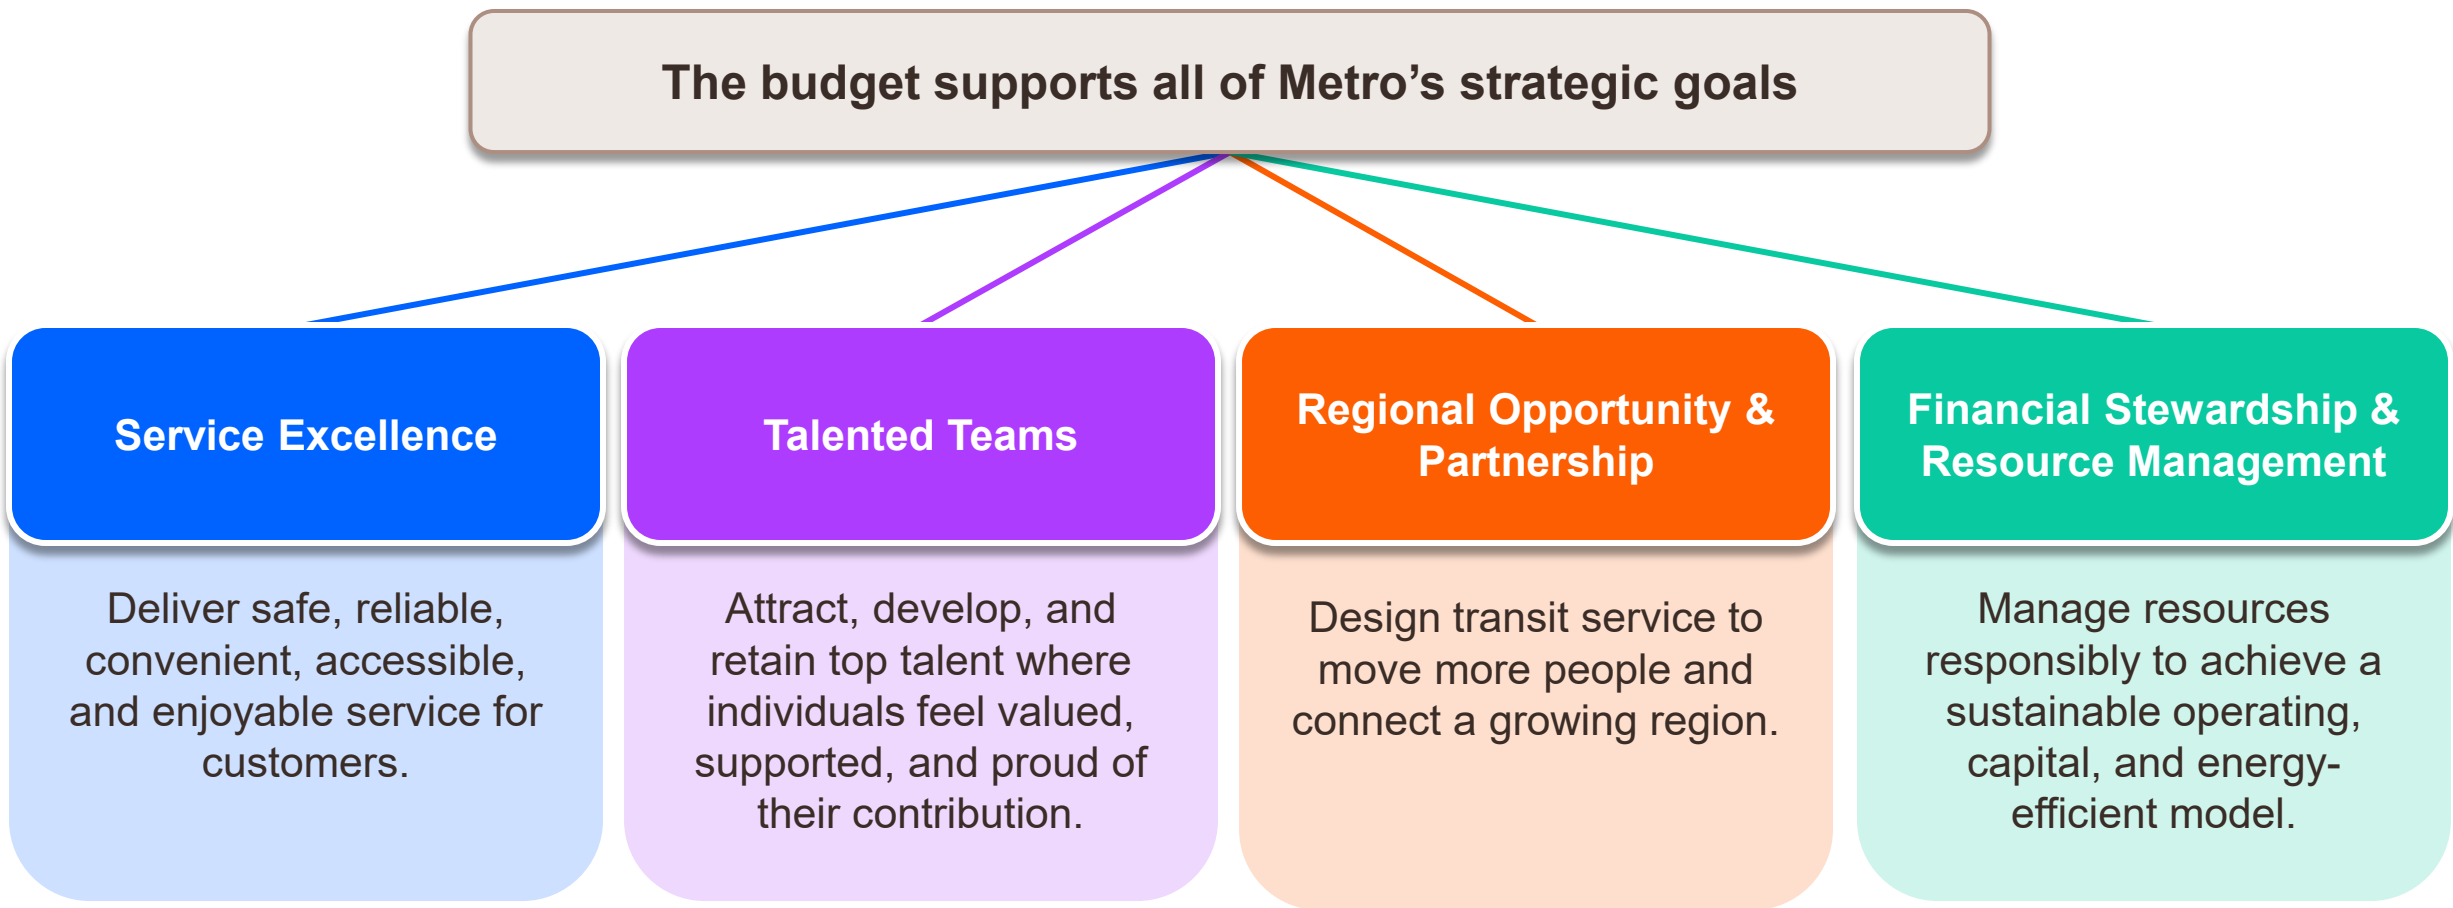 The budget supports all of Metro’s strategic goals
Service Excellence
Deliver safe, reliable,
convenient, accessible,
and enjoyable service for
customers.
Talented Teams
Attract, develop, and
retain top talent where
individuals feel valued,
supported, and proud of
their contribution.
Regional Opportunity &
Partnership
Design transit service to
move more people and
connect a growing region.
Financial Stewardship &
Resource Management
Manage resources
responsibly to achieve a
sustainable operating,
capital, and energy-
efficient model.